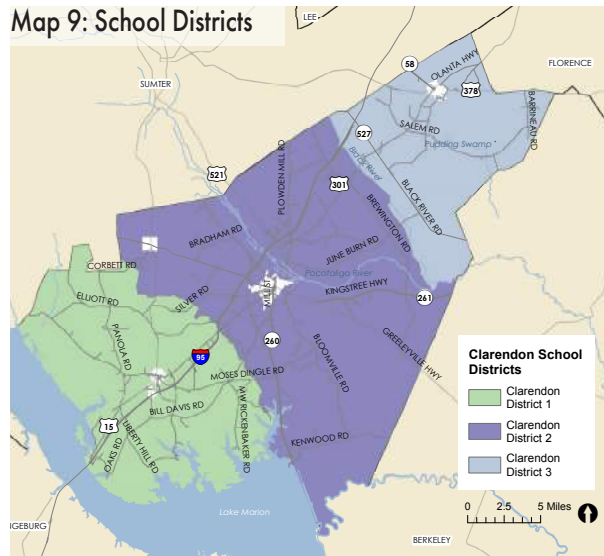 Map 9: School Districts
LEE
58
OLANTA HWY
FLORENCE
SUMTER
378
BARRINEAU RD
527
SALEM RD
Pudding Swamp
Black River
521
PLOWDEN MILL RD
301
BLACK RIVER RD
BREWINGTON RD
BRADHAM RD
JUNE BURN RD
CORBETT RD
Pocotaligo River
ELLIOTT RD
SILVER RD
MILL ST
KINGSTREE HWY
261
PANOLA RD
260
GREELEYVILLE HWY
95
BLOOMVILLE RD
MOSES DINGLE RD
BILL DAVIS RD
MW RICKENBAKER RD
15
LIBERTY HILL RD
OAKS RD
KENWOOD RD
Lake Marion
NGEBURG
BERKELEY
Clarendon School
Districts
Clarendon
District 1
Clarendon
District 2
Clarendon
District 3
0 2.5 5 Miles